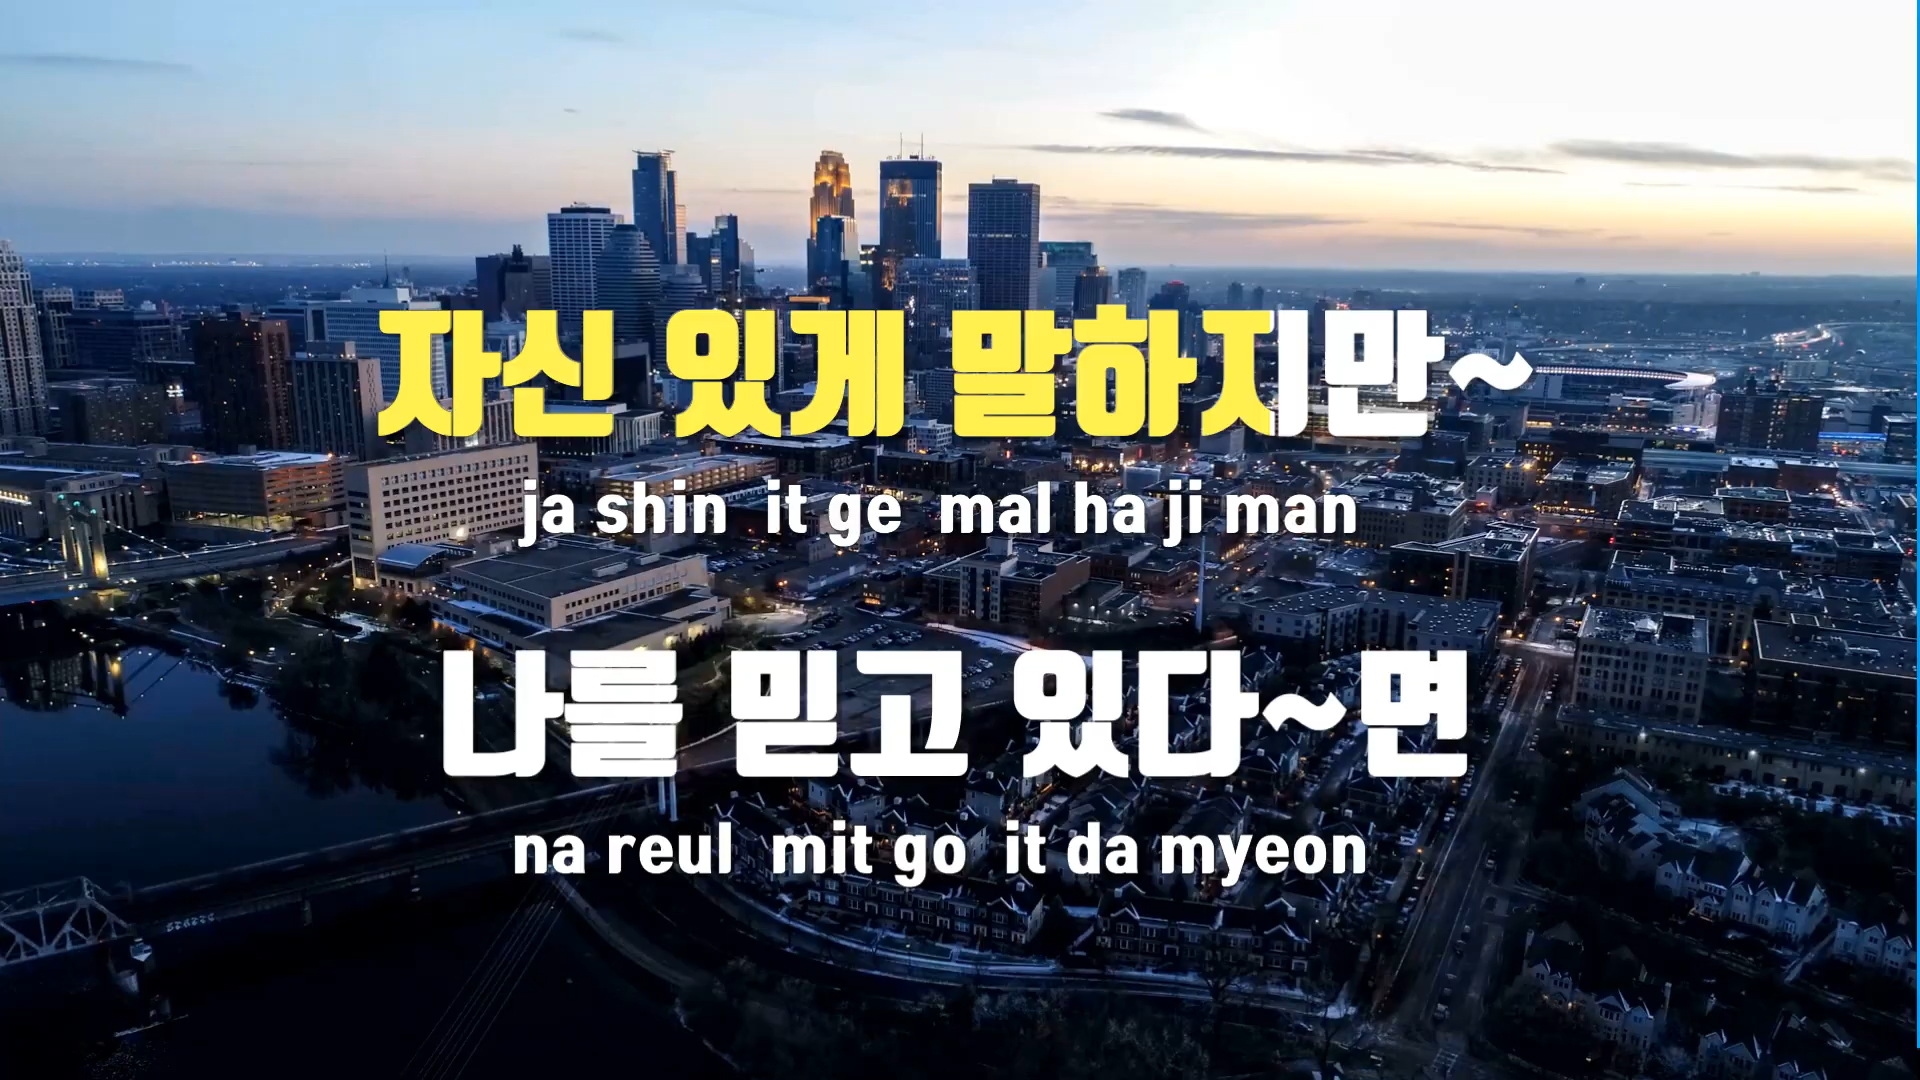 자신 있게 말하지만~
ja shin it ge mal ha ji man
나를 믿고 있다~면
na reul mit go it da myeon